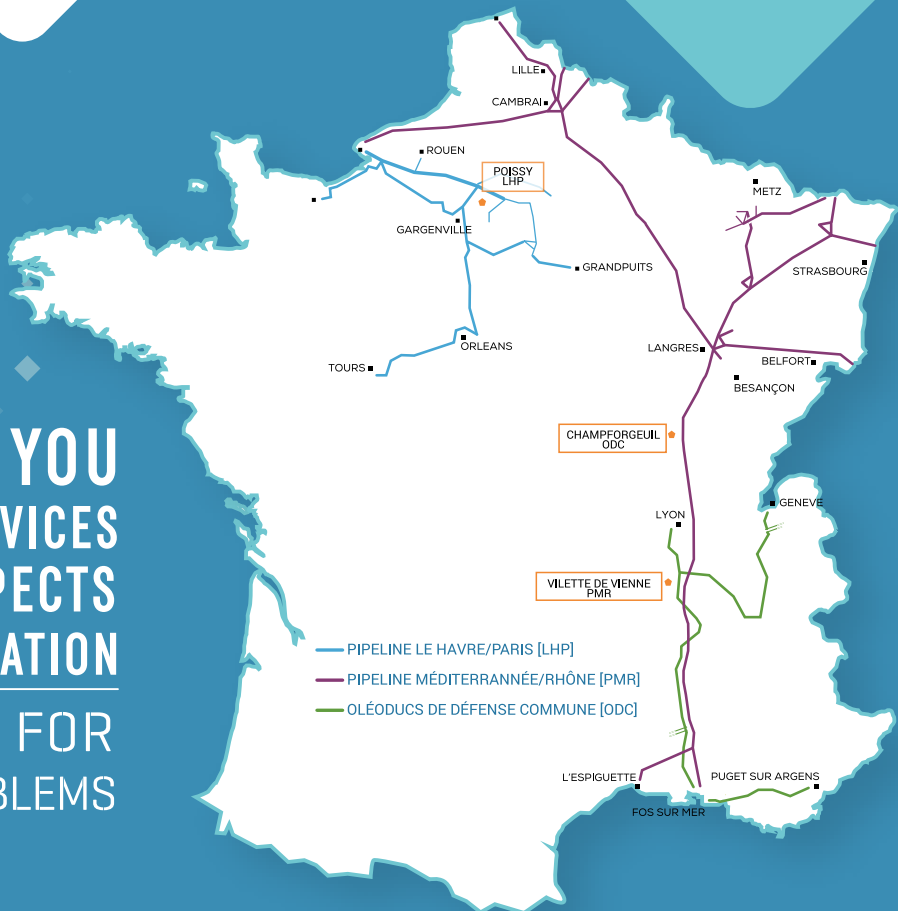 LILLE
CAMBRAI
ROUEN
POISSY
LHP
METZ
GARGENVILLE
STRASBOURG
GRANDPUITS
ORLEANS
LANGRES
TOURS
BELFORT
BESANÇON
YOU
CHAMPFORGEUIL
ODC
VICES
GENEVE
LYON
PECTS
VILETTE DE VIENNE
PMR
ATION
PIPELINE LE HAVRE/PARIS [LHP]
PIPELINE MÉDITERRANNÉE/RHÔNE [PMR]
OLÉODUCS DE DÉFENSE COMMUNE [ODC]
FOR
BLEMS
L'ESPIGUETTE
PUGET SUR ARGENS
FOS SUR MER